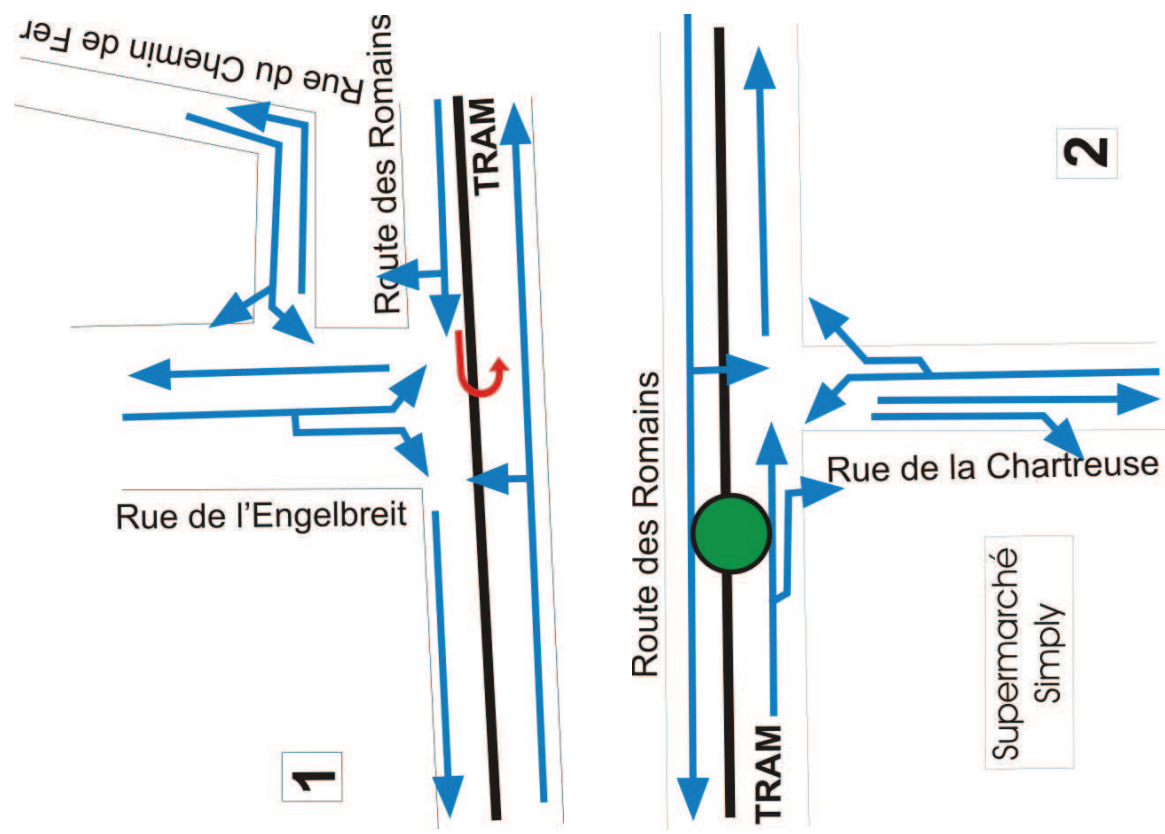 Rue du Chemin de Fer
Route des Romains
TRAM
Rue de l'Engelbreit
1
2
Route des Romains
Rue de la Chartreuse
TRAM
Supermarché
Simply